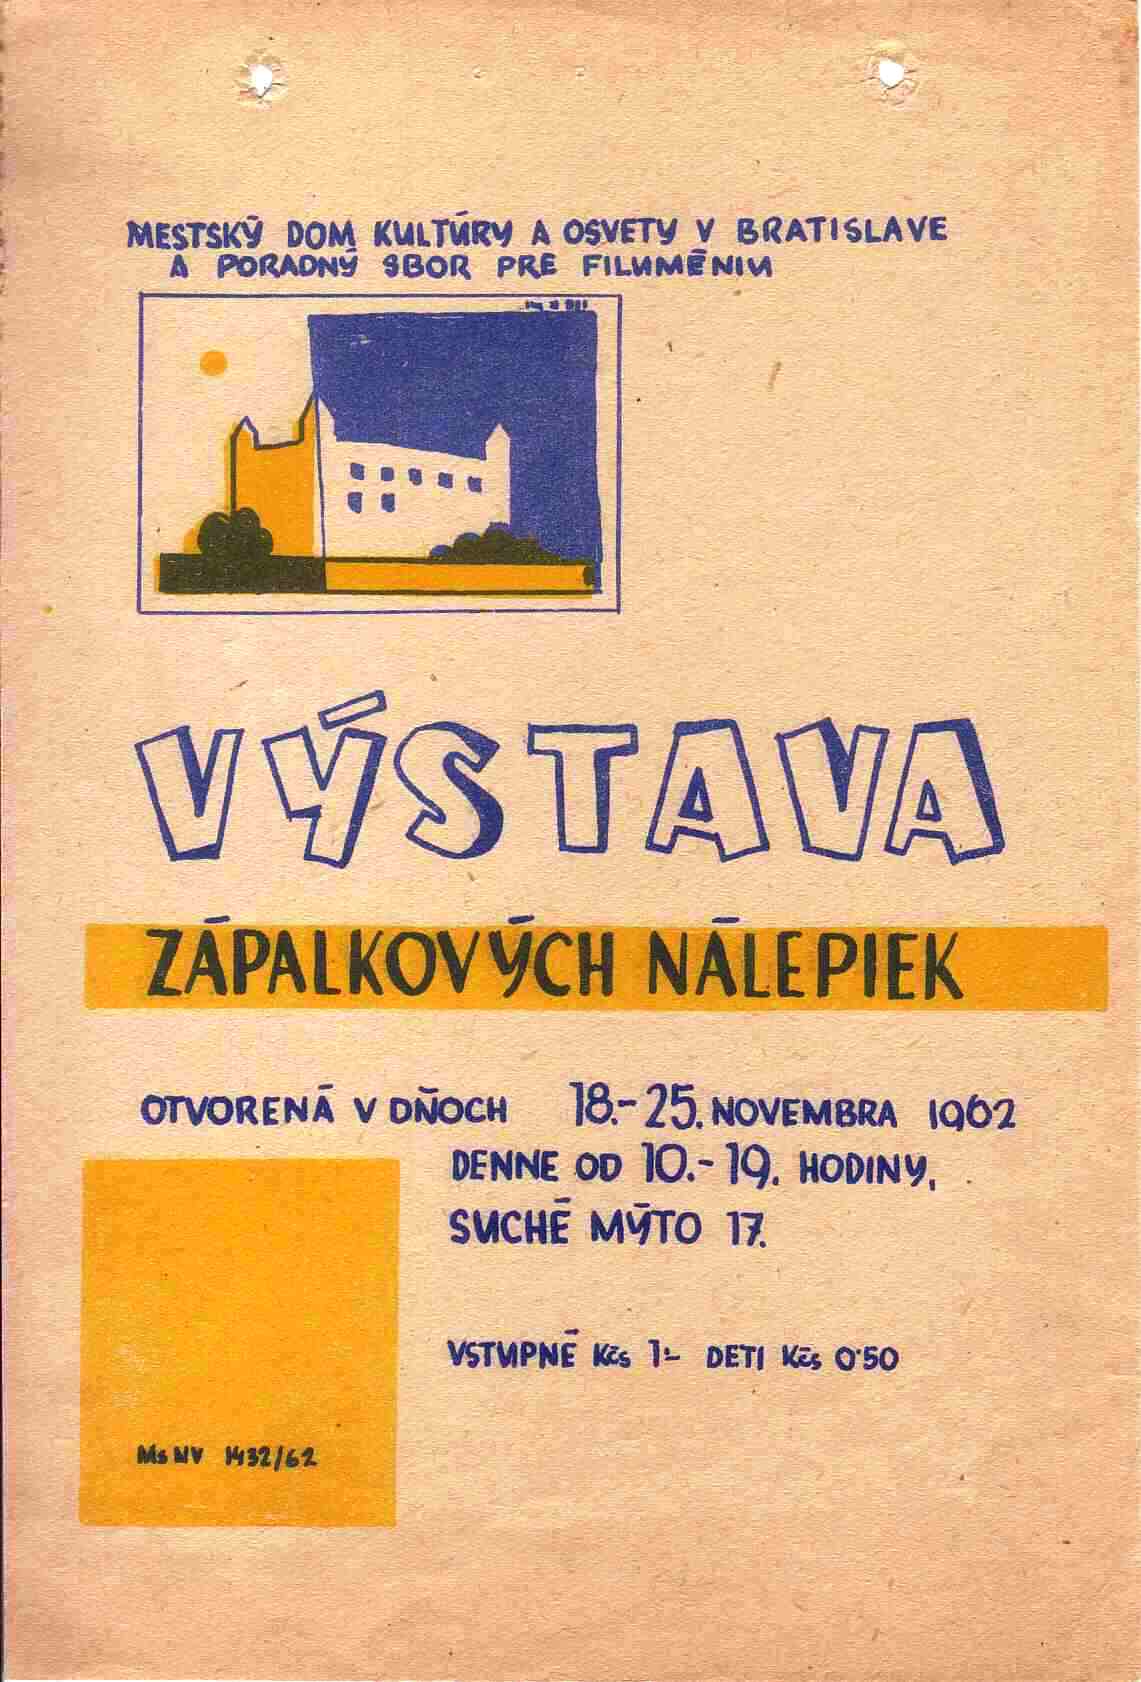 MESTSKÝ DOM KULTÚRY A OSVETY V BRATISLAVE
A PORADNÝ SBOR PRE FILUMÉNIU
VÝSTAVA
ZÁPALKOVÝCH NÁLEPIEK
OTVORENÁ V DŇOCH 18.-25. NOVEMBRA 1962
DENNE OD 10.-19. HODINY,
SUCHÉ MÝTO 17.
VSTUPNÉ Kčs 1- DETI Kčs 0·50
MsNV 1432/62